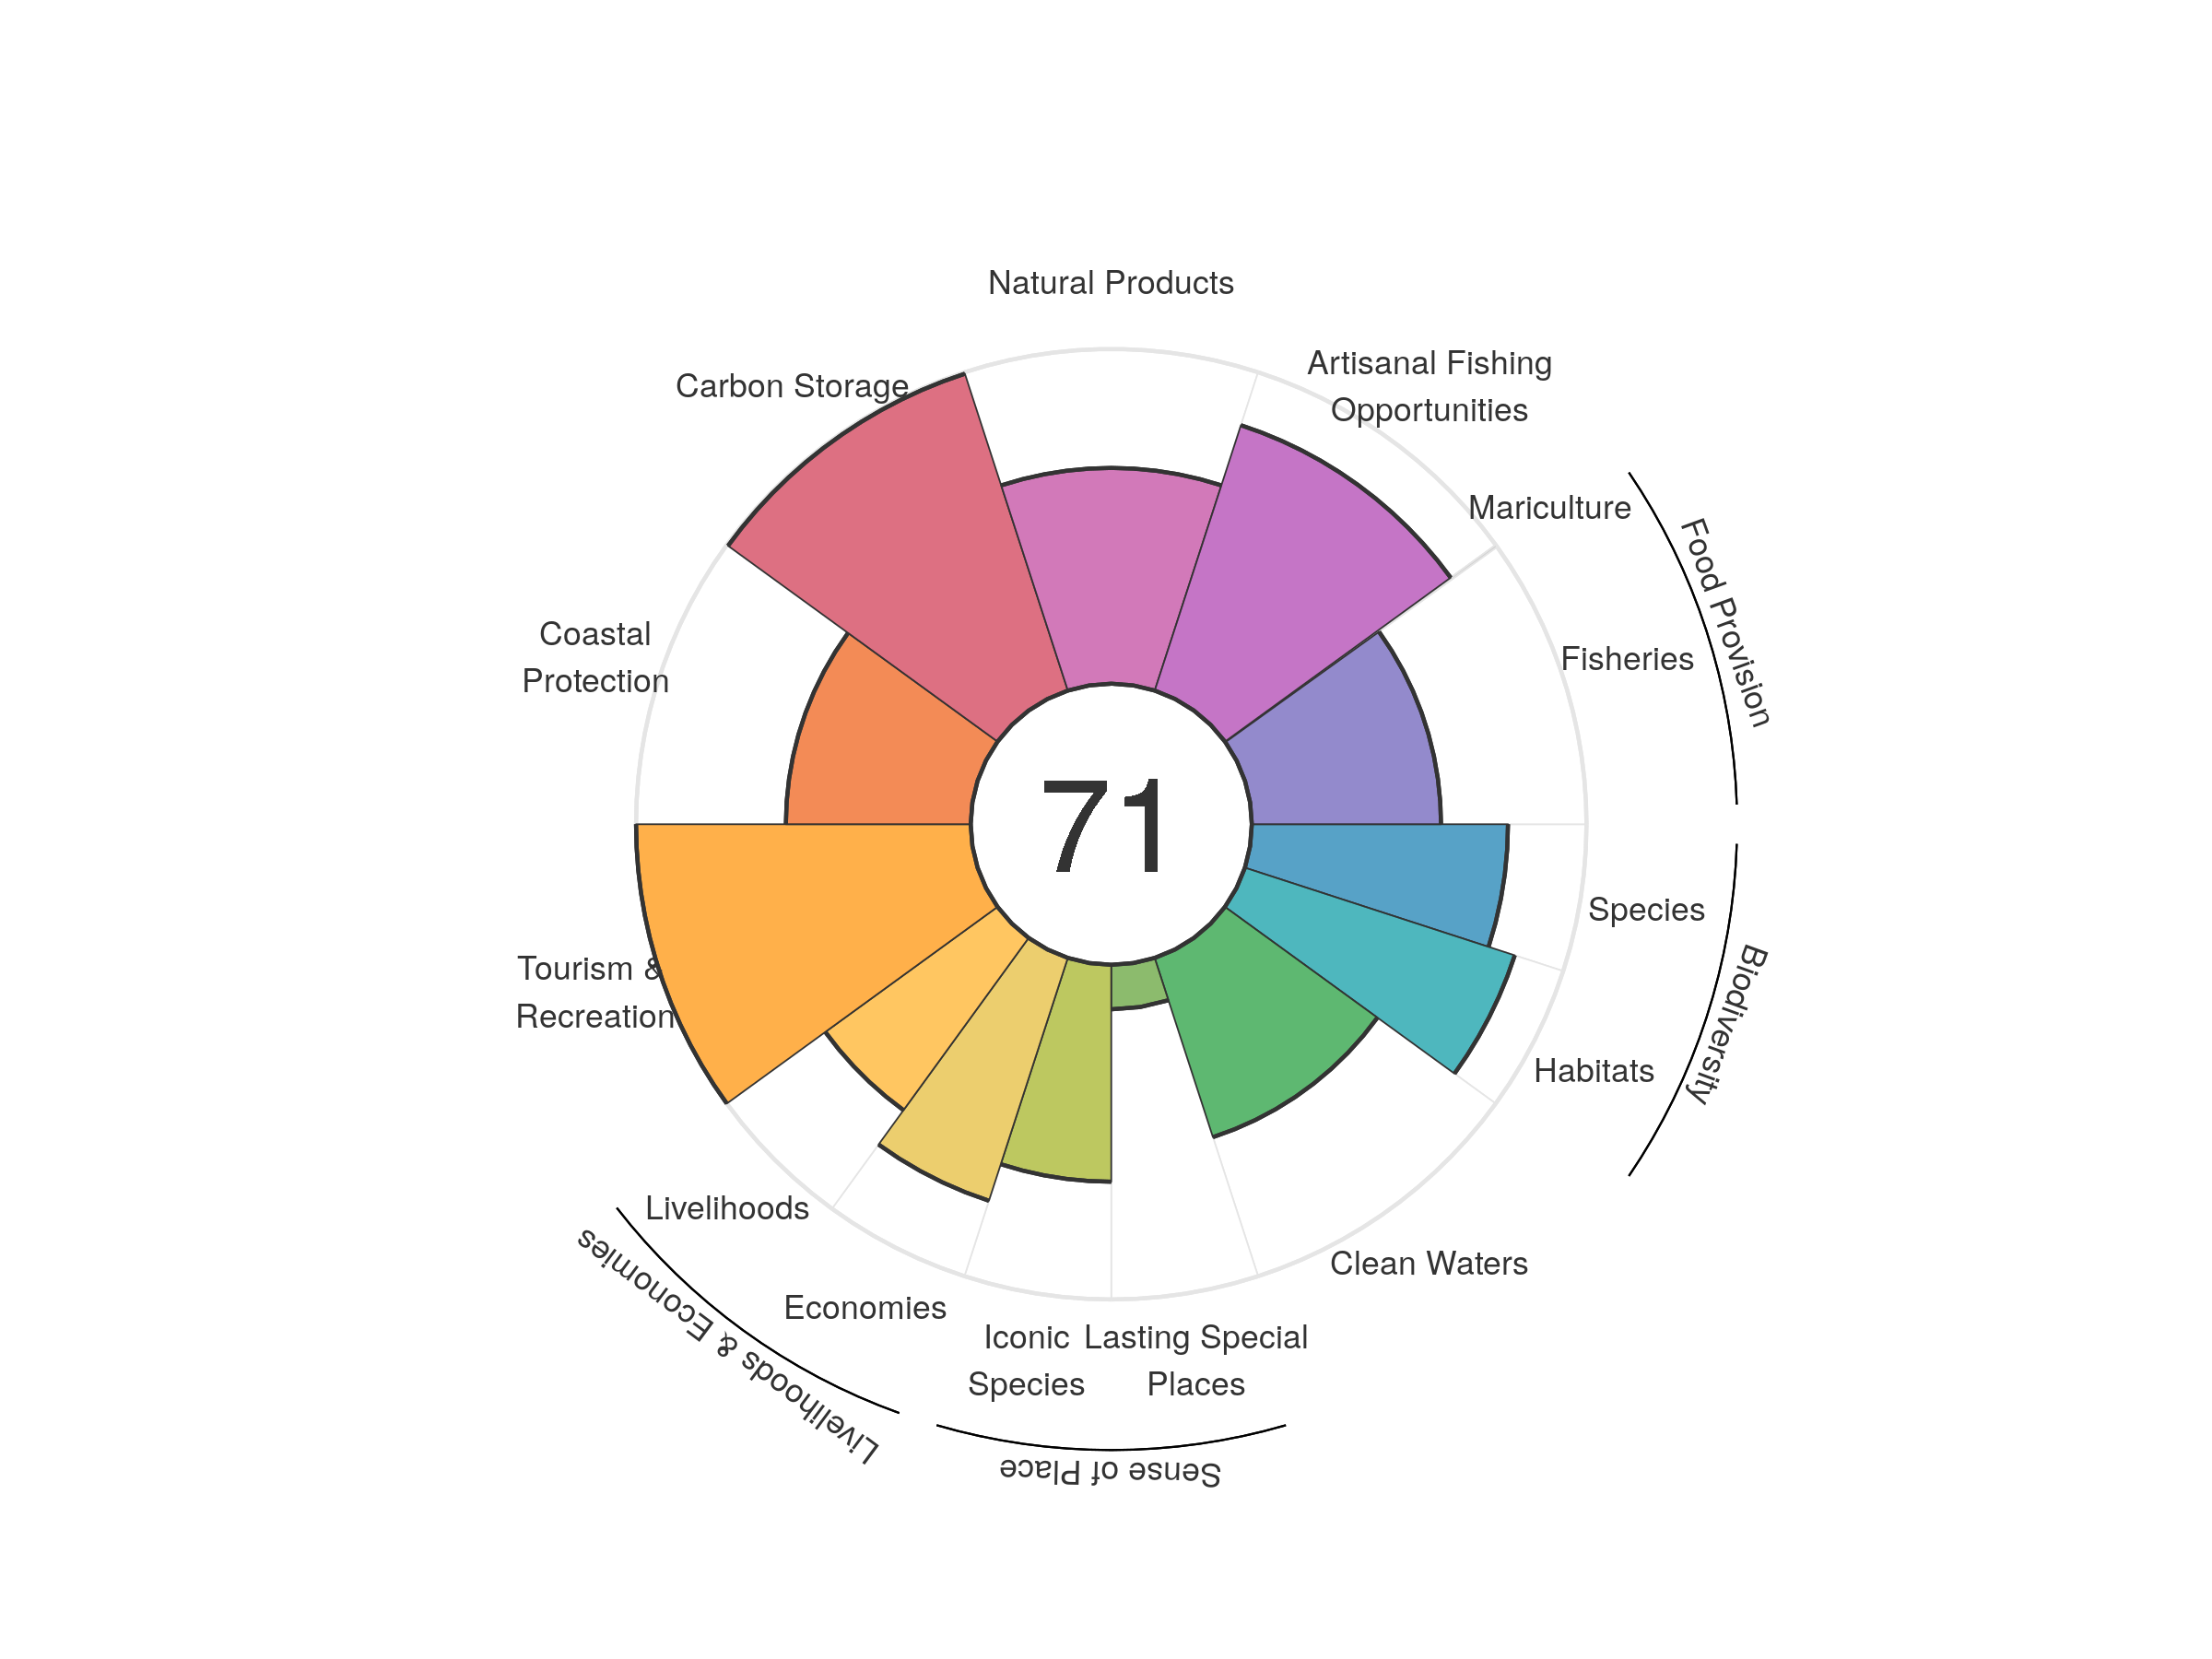 Natural Products
Artisanal Fishing
Opportunities
Carbon Storage
Mariculture
Food Provision
Coastal
Protection
Fisheries
71
Species
Biodiversity
Tourism &
Recreation
Habitats
Livelihoods
Clean Waters
Livelihoods & Economies
Economies
Iconic
Species
Lasting Special
Places
Sense of Place